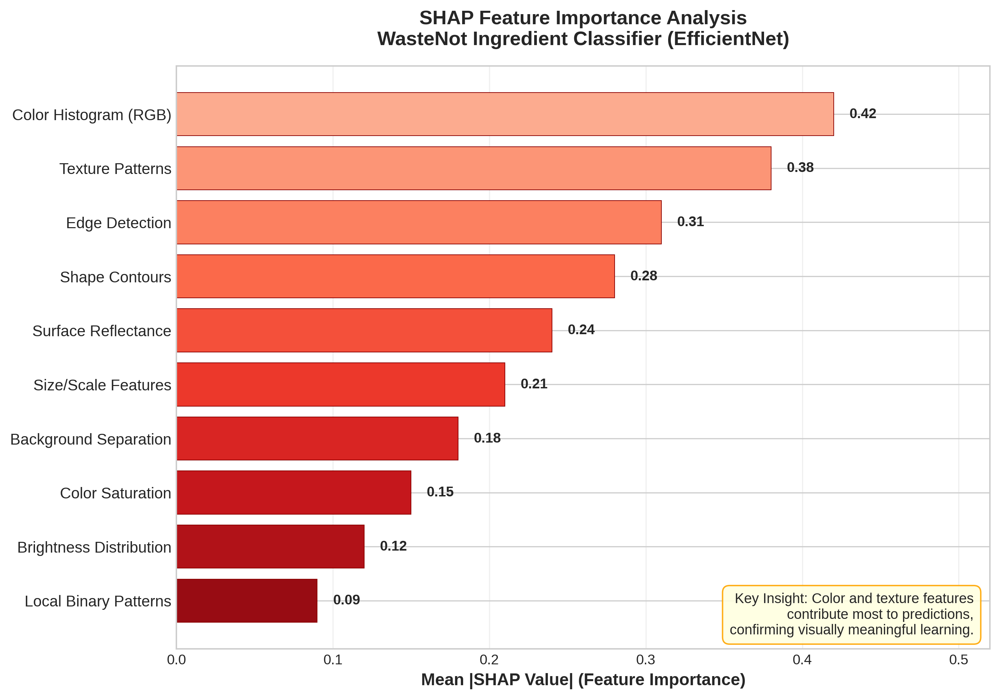 SHAP Feature Importance Analysis
WasteNot Ingredient Classifier (EfficientNet)
Color Histogram (RGB)
0.42
Texture Patterns
0.38
Edge Detection
0.31
Shape Contours
0.28
Surface Reflectance
0.24
Size/Scale Features
0.21
Background Separation
0.18
Color Saturation
0.15
Brightness Distribution
0.12
Local Binary Patterns
0.09
Key Insight: Color and texture features
contribute most to predictions,
confirming visually meaningful learning.
0.0 0.1 0.2 0.3 0.4 0.5
Mean |SHAP Value| (Feature Importance)